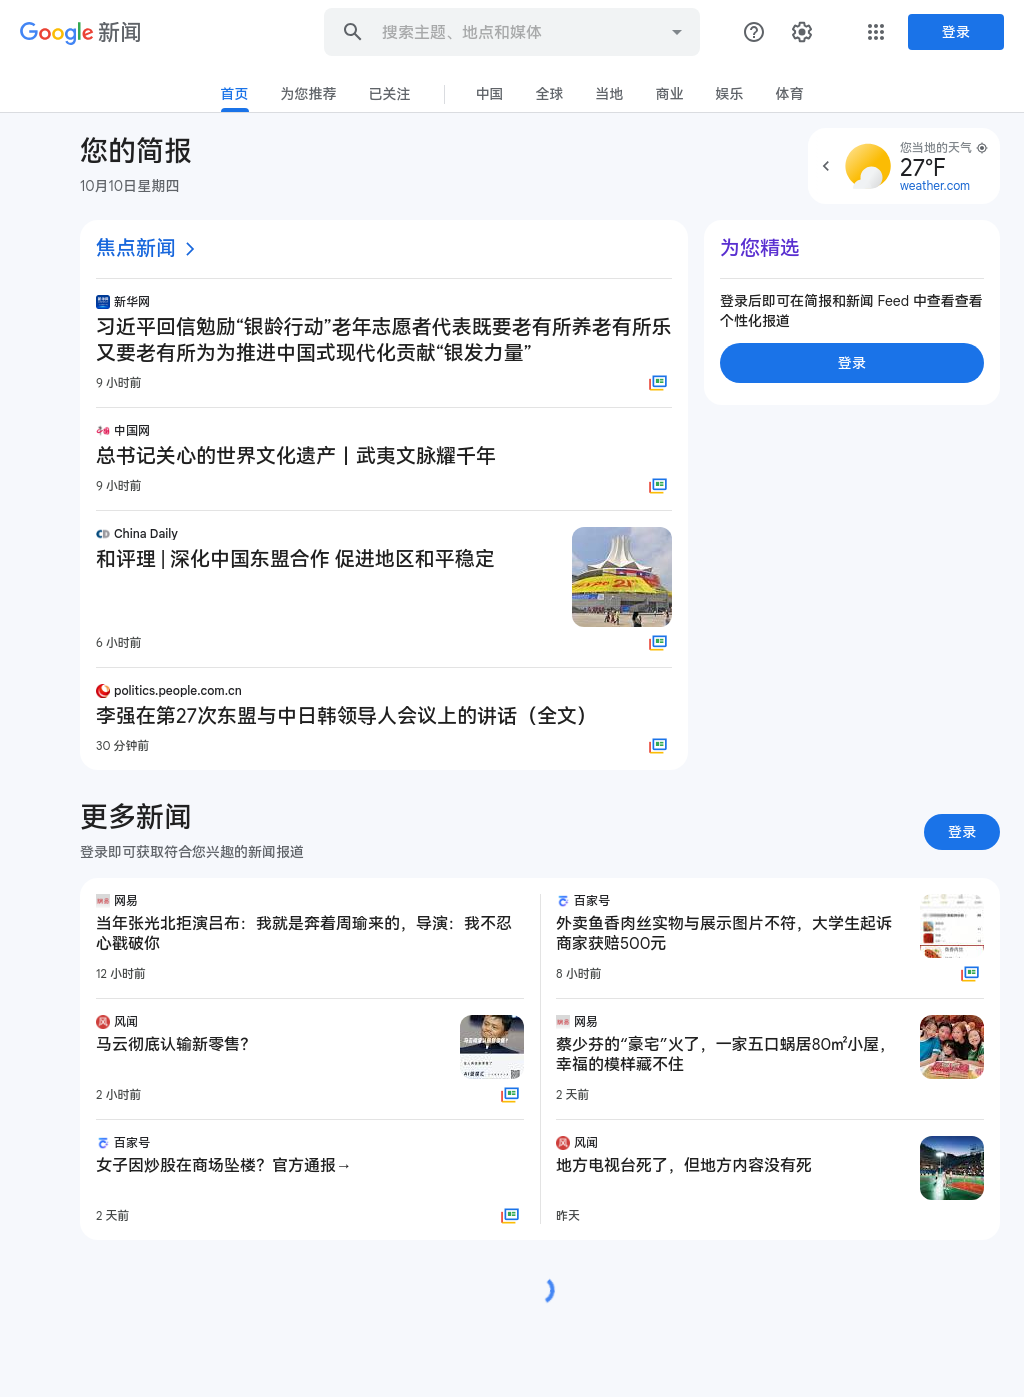 Google 新闻
搜索主题、地点和媒体
登录
首页 为您推荐 已关注 中国 全球 当地 商业 娱乐 体育
您的简报
10月10日星期四
您当地的天气
27°F
weather.com
焦点新闻
新华网
习近平回信勉励“银龄行动”老年志愿者代表既要老有所养老有所乐
又要老有所为为推进中国式现代化贡献“银发力量”
9 小时前
中国网
总书记关心的世界文化遗产丨武夷文脉耀千年
9 小时前
China Daily
和评理 | 深化中国东盟合作 促进地区和平稳定
6 小时前
politics.people.com.cn
李强在第27次东盟与中日韩领导人会议上的讲话（全文）
30 分钟前
为您精选
登录后即可在简报和新闻 Feed 中查看查看
个性化报道
登录
更多新闻
登录即可获取符合您兴趣的新闻报道
登录
网易
当年张光北拒演吕布：我就是奔着周瑜来的，导演：我不忍
心戳破你
12 小时前
百家号
外卖鱼香肉丝实物与展示图片不符，大学生起诉
商家获赔500元
8 小时前
风闻
马云彻底认输新零售？
2 小时前
网易
蔡少芬的“豪宅”火了，一家五口蜗居80㎡小屋，
幸福的模样藏不住
2 天前
百家号
女子因炒股在商场坠楼？官方通报→
2 天前
风闻
地方电视台死了，但地方内容没有死
昨天